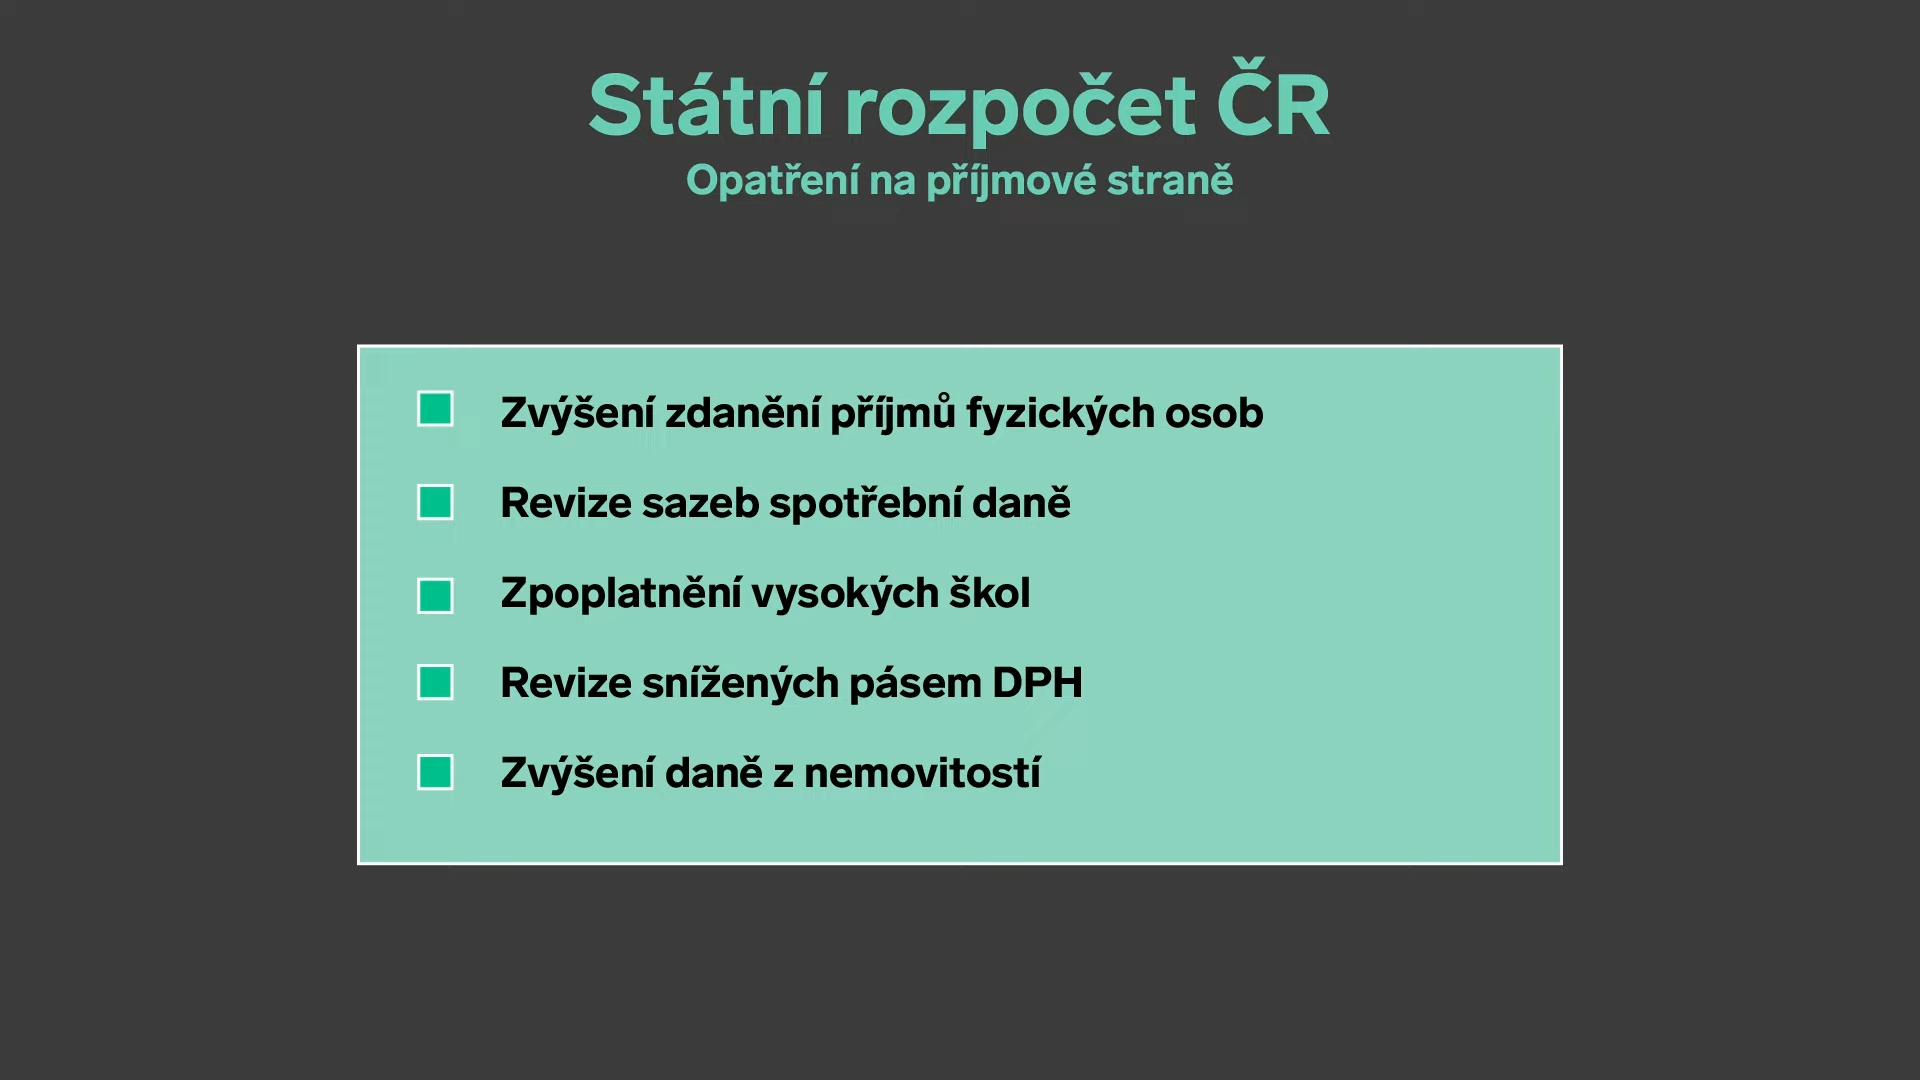 Státní rozpočet ČR
Opatření na příjmové straně
Zvýšení zdanění příjmů fyzických osob
Revize sazeb spotřební daně
Zpoplatnění vysokých škol
Revize snížených pásem DPH
Zvýšení daně z nemovitostí